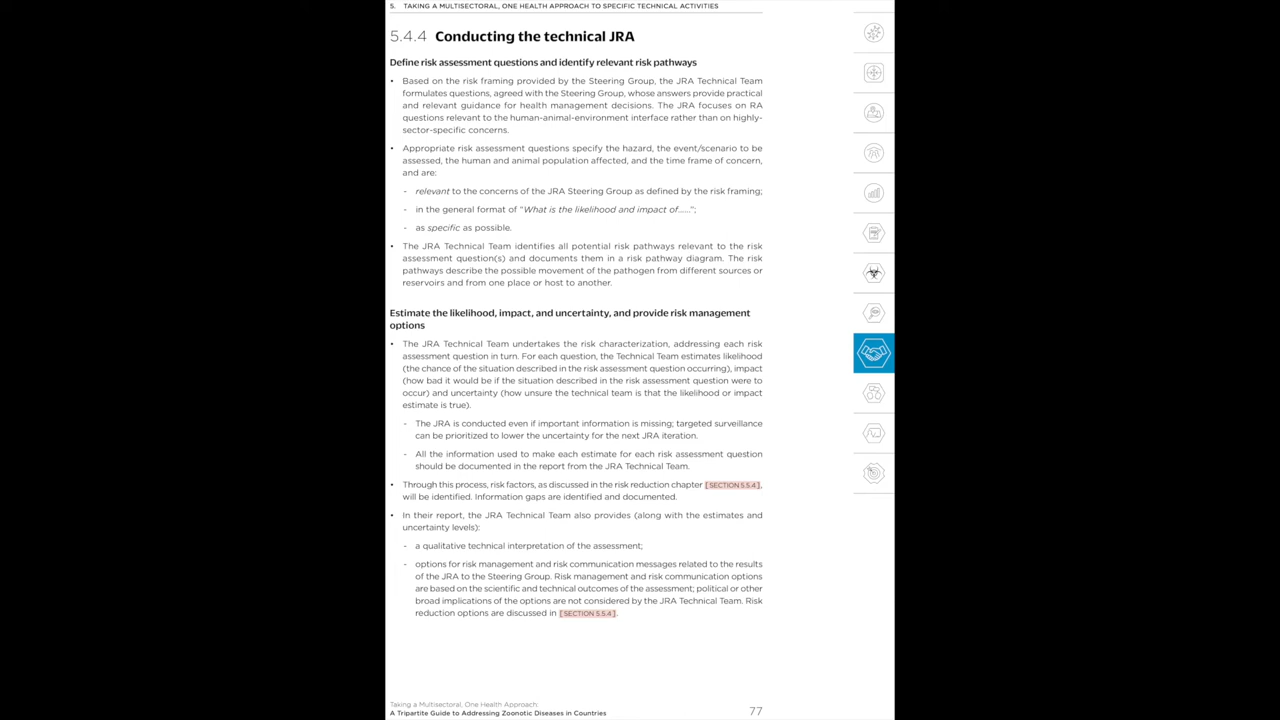 5. TAKING A MULTISECTORAL, ONE HEALTH APPROACH TO SPECIFIC TECHNICAL ACTIVITIES
5.4.4 Conducting the technical JRA
Define risk assessment questions and identify relevant risk pathways
• Based on the risk framing provided by the Steering Group, the JRA Technical Team
formulates questions, agreed with the Steering Group, whose answers provide practical
and relevant guidance for health management decisions. The JRA focuses on RA
questions relevant to the human-animal-environment interface rather than on highly-
sector-specific concerns.
• Appropriate risk assessment questions specify the hazard, the event/scenario to be
assessed, the human and animal population affected, and the time frame of concern,
and are:
- relevant to the concerns of the JRA Steering Group as defined by the risk framing;
- in the general format of "What is the likelihood and impact of......";
- as specific as possible.
• The JRA Technical Team identifies all potential risk pathways relevant to the risk
assessment question(s) and documents them in a risk pathway diagram. The risk
pathways describe the possible movement of the pathogen from different sources or
reservoirs and from one place or host to another.
Estimate the likelihood, impact, and uncertainty, and provide risk management
options
• The JRA Technical Team undertakes the risk characterization, addressing each risk
assessment question in turn. For each question, the Technical Team estimates likelihood
(the chance of the situation described in the risk assessment question occurring), impact
(how bad it would be if the situation described in the risk assessment question were to
occur) and uncertainty (how unsure the technical team is that the likelihood or impact
estimate is true).
- The JRA is conducted even if important information is missing; targeted surveillance
can be prioritized to lower the uncertainty for the next JRA iteration.
- All the information used to make each estimate for each risk assessment question
should be documented in the report from the JRA Technical Team.
• Through this process, risk factors, as discussed in the risk reduction chapter [SECTION 5.5.4],
will be identified. Information gaps are identified and documented.
• In their report, the JRA Technical Team also provides (along with the estimates and
uncertainty levels):
- a qualitative technical interpretation of the assessment;
- options for risk management and risk communication messages related to the results
of the JRA to the Steering Group. Risk management and risk communication options
are based on the scientific and technical outcomes of the assessment; political or other
broad implications of the options are not considered by the JRA Technical Team. Risk
reduction options are discussed in [SECTION 5.5.4].
Taking a Multisectoral, One Health Approach:
A Tripartite Guide to Addressing Zoonotic Diseases in Countries
77